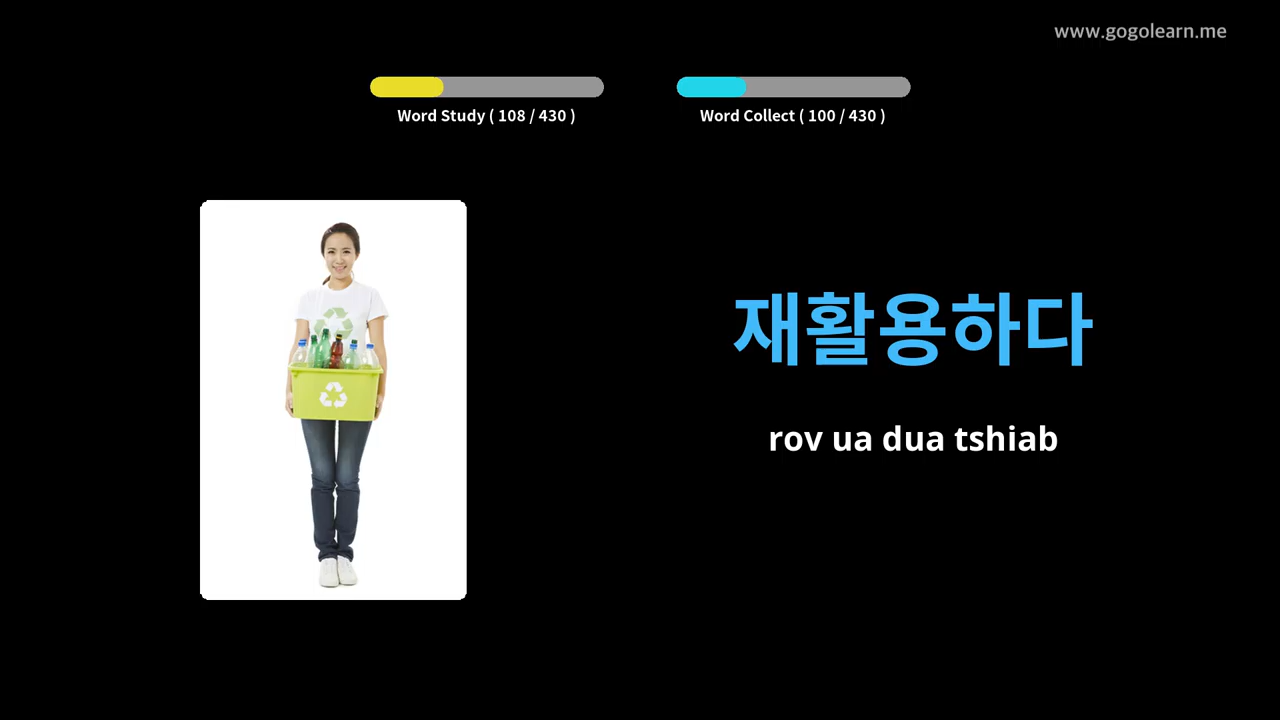 www.gogolearn.me
Word Study ( 108 / 430 )
Word Collect ( 100 / 430 )
재활용하다
rov ua dua tshiab